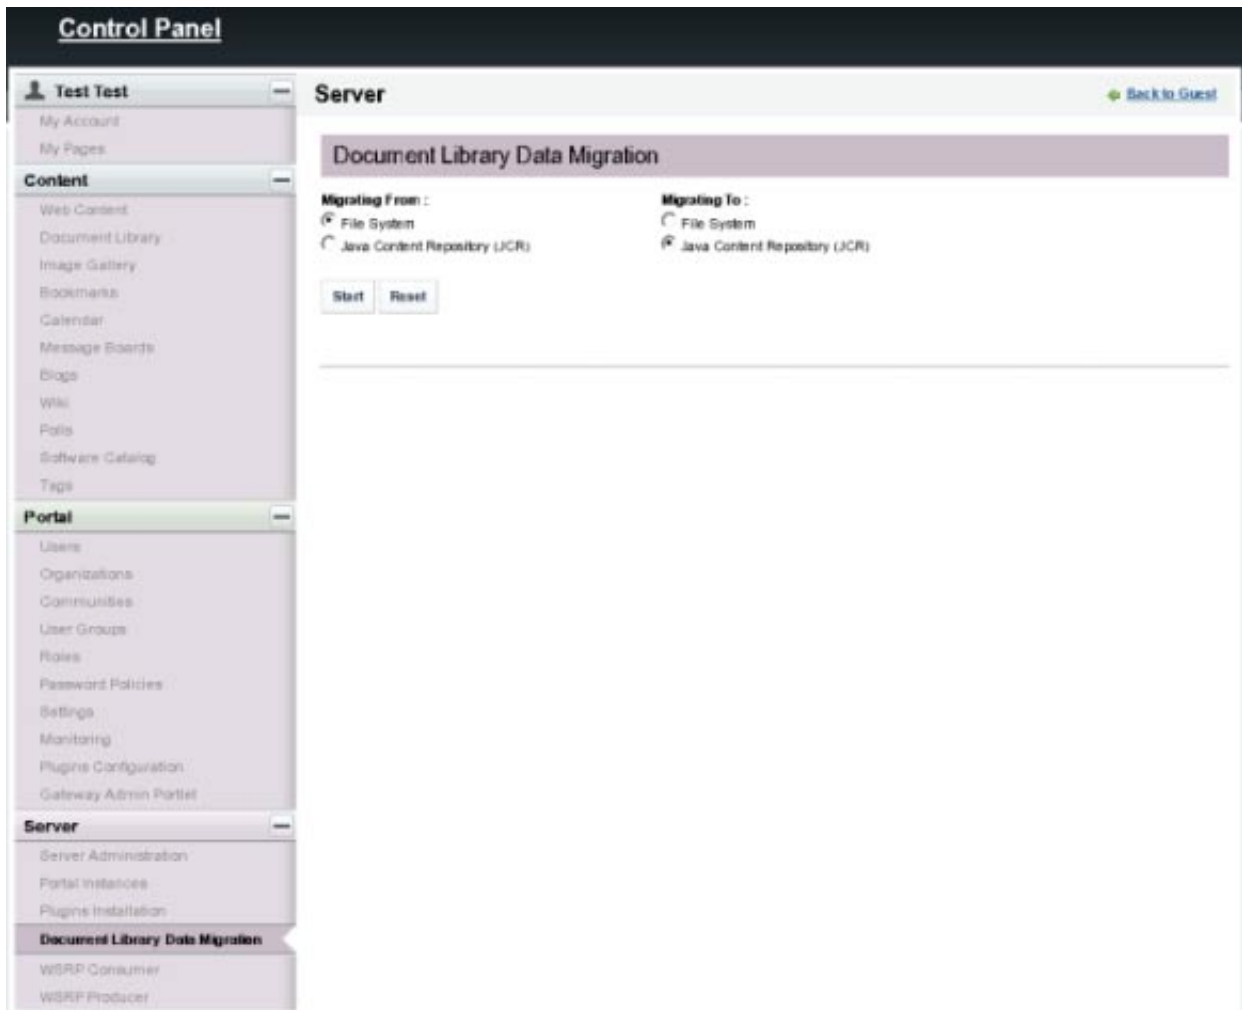 Control Panel
Test Test
My Account
My Pages
Content
Web Content
Document Library
Image Gallery
Bookmarks
Calendar
Message Boards
Blogs
Wiki
Polls
Software Catalog
Tags
Portal
Users
Organizations
Communities
User Groups
Roles
Password Policies
Settings
Monitoring
Plugins Configuration
Gateway Admin Portlet
Server
Server Administration
Portal Instances
Plugins Installation
Document Library Data Migration
WSRP Consumer
WSRP Producer
Server
Back to Guest
Document Library Data Migration
Migrating From :
File System
Java Content Repository (JCR)
Migrating To :
File System
Java Content Repository (JCR)
Start Reset